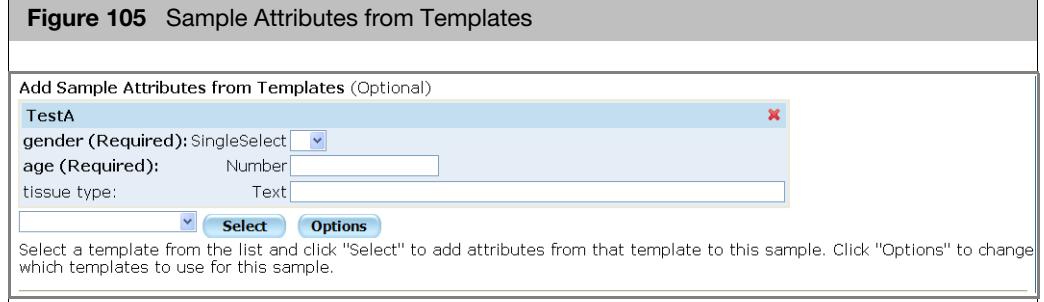 Figure 105 Sample Attributes from Templates
Add Sample Attributes from Templates (Optional)
TestA
gender (Required): SingleSelect
age (Required): Number
tissue type: Text
Select Options
Select a template from the list and click "Select" to add attributes from that template to this sample. Click "Options" to change
which templates to use for this sample.